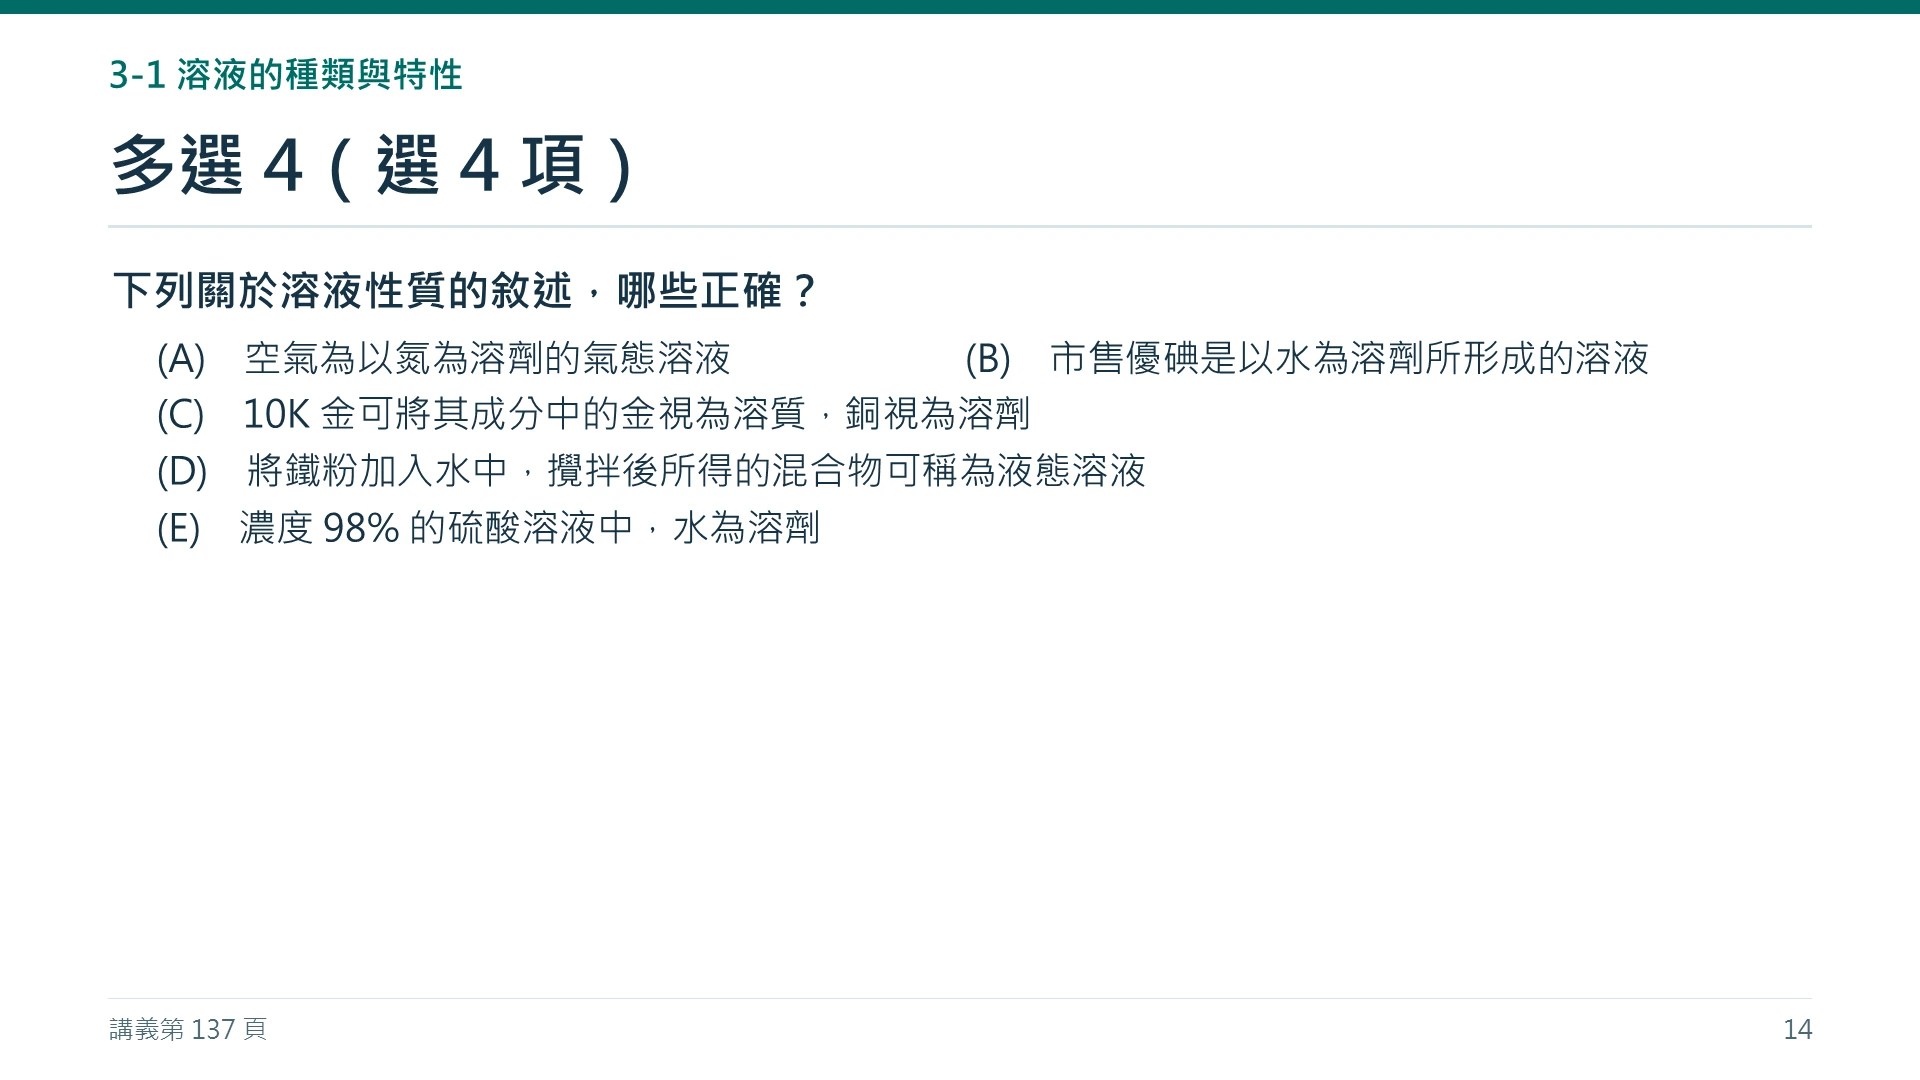 3-1 溶液的種類與特性
多選 4（選 4 項）
下列關於溶液性質的敘述，哪些正確？
(A) 空氣為以氮為溶劑的氣態溶液 (B) 市售優碘是以水為溶劑所形成的溶液
(C) 10K 金可將其成分中的金視為溶質，銅視為溶劑
(D) 將鐵粉加入水中，攪拌後所得的混合物可稱為液態溶液
(E) 濃度 98% 的硫酸溶液中，水為溶劑
講義第 137 頁
14